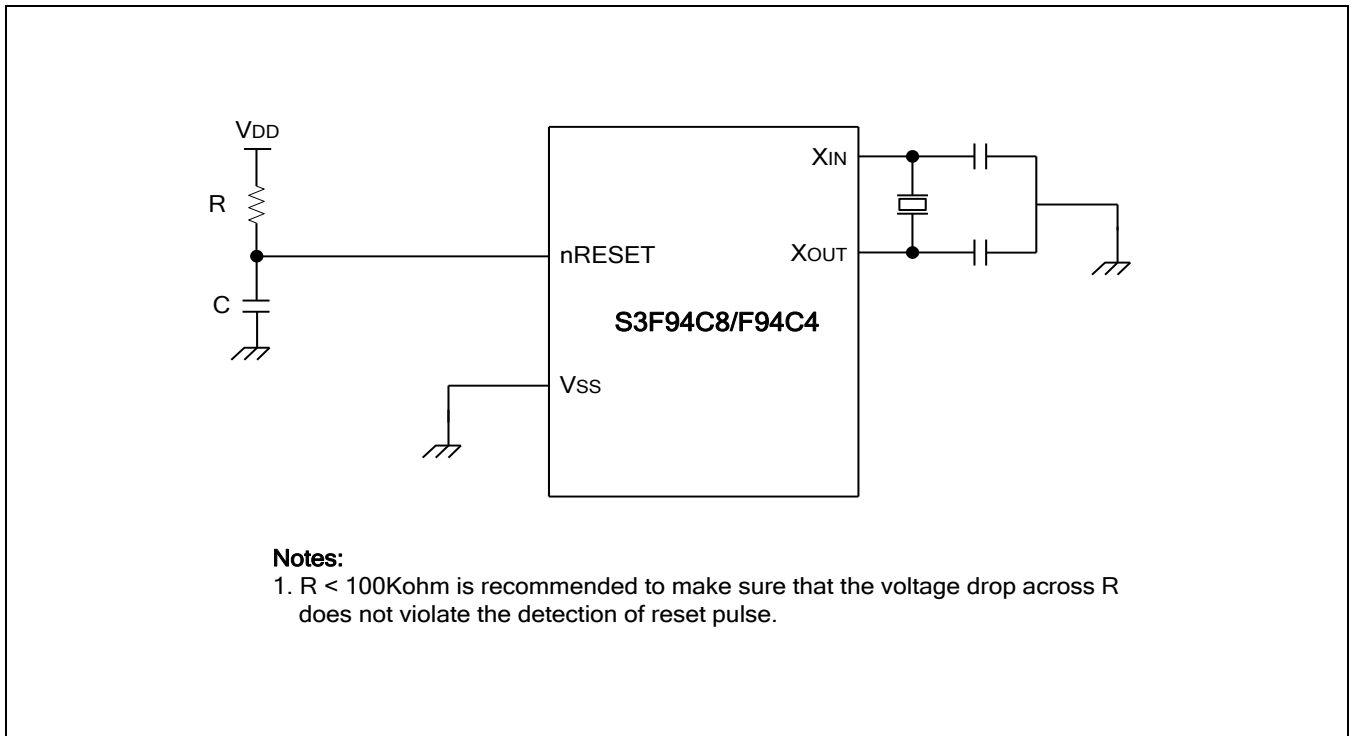 VDD
R
C
nRESET
VSS
XIN
XOUT
S3F94C8/F94C4
Notes:
1. R < 100Kohm is recommended to make sure that the voltage drop across R
does not violate the detection of reset pulse.